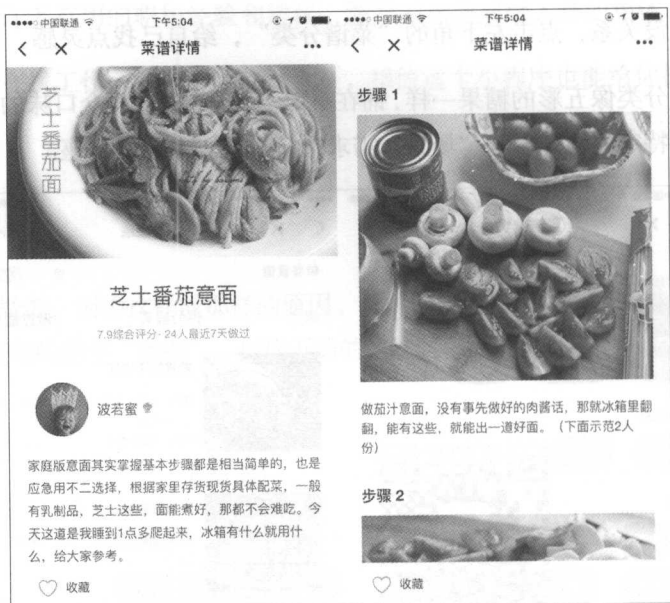 中国联通
下午5:04
菜谱详情
芝士番茄面
芝士番茄意面
7.9综合评分·24人最近7天做过
波若蜜
家庭版意面其实掌握基本步骤都是相当简单的，也是
应急用不二选择，根据家里存货现货具体配菜，一般
有乳制品，芝士这些，面能煮好，那都不会难吃。今
天这道是我睡到1点多爬起来，冰箱有什么就用什
么，给大家参考。
收藏
中国联通
下午5:04
菜谱详情
步骤 1
做茄汁意面，没有事先做好的肉酱话，那就冰箱里翻
翻，能有这些，就能出一道好面。（下面示范2人
份）
步骤 2
收藏